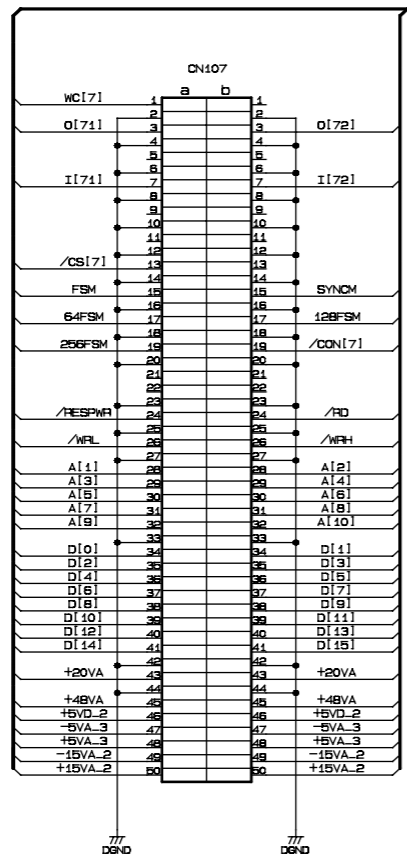 CN107
a b
WC[7] 1 1
2 2
O[71] 3 3 O[72]
4 4
5 5
6 6
I[71] 7 7 I[72]
8 8
9 9
10 10
11 11
12 12
/CS[7] 13 13
14 14
FSM 15 15 SYNCM
16 16
64FSM 17 17 128FSM
18 18
256FSM 19 19 /CON[7]
20 20
21 21
22 22
23 23
/RESPWR 24 24 /RD
25 25
/WRL 26 26 /WRH
27 27
A[1] 28 28 A[2]
A[3] 29 29 A[4]
A[5] 30 30 A[6]
A[7] 31 31 A[8]
A[9] 32 32 A[10]
33 33
D[0] 34 34 D[1]
D[2] 35 35 D[3]
D[4] 36 36 D[5]
D[6] 37 37 D[7]
D[8] 38 38 D[9]
D[10] 39 39 D[11]
D[12] 40 40 D[13]
D[14] 41 41 D[15]
42 42
+20VA 43 43 +20VA
44 44
+48VA 45 45 +48VA
+5VD_2 46 46 +5VD_2
-5VA_3 47 47 -5VA_3
+5VA_3 48 48 +5VA_3
-15VA_2 49 49 -15VA_2
+15VA_2 50 50 +15VA_2
DGND DGND